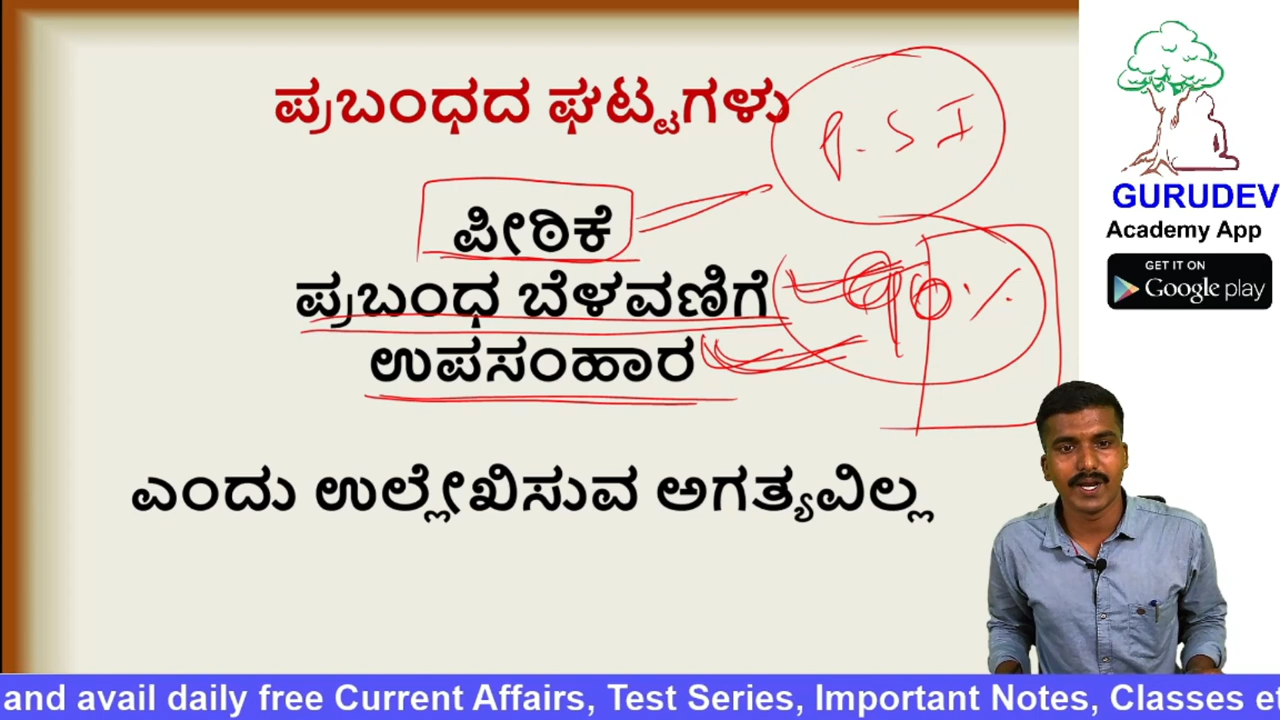 ಪ್ರಬಂಧದ ಘಟ್ಟಗಳು
P. S I
ಪೀಠಿಕೆ
ಪ್ರಬಂಧ ಬೆಳವಣಿಗೆ
90%
ಉಪಸಂಹಾರ
ಎಂದು ಉಲ್ಲೇಖಿಸುವ ಅಗತ್ಯವಿಲ್ಲ
GURUDEV
Academy App
GET IT ON
Google play
and avail daily free Current Affairs, Test Series, Important Notes, Classes et